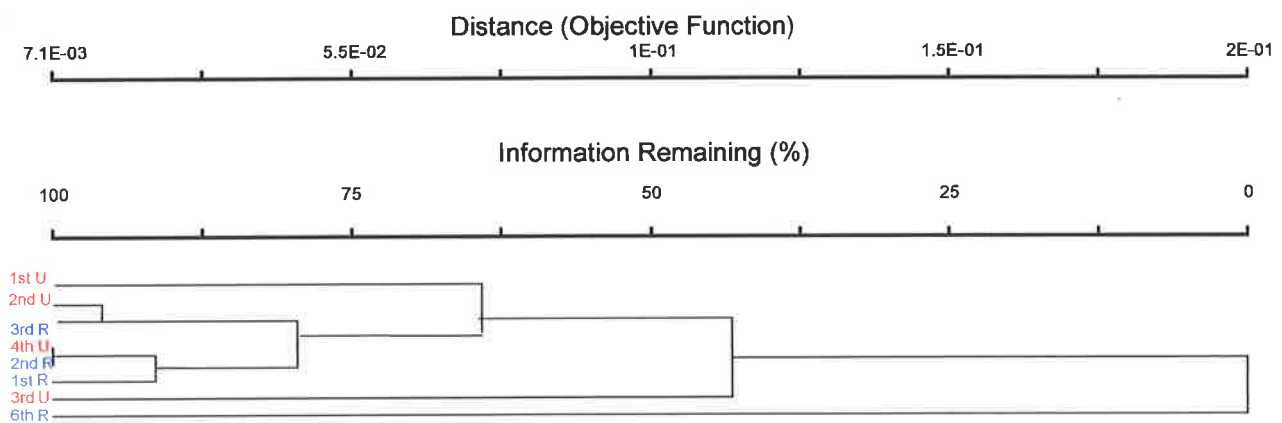 Distance (Objective Function)
7.1E-03 5.5E-02 1E-01 1.5E-01 2E-01
Information Remaining (%)
100 75 50 25 0
1st U
2nd U
3rd R
4th U
2nd R
1st R
3rd U
6th R